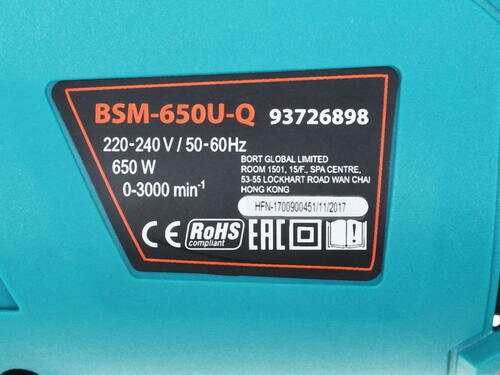 BSM-650U-Q 93726898
220-240 V / 50-60Hz
650 W
0-3000 min⁻¹
BORT GLOBAL LIMITED
ROOM 1501, 15/F., SPA CENTRE,
53-55 LOCKHART ROAD WAN CHAI
HONG KONG
HFN-1700900451/11/2017
CE RoHS compliant EAC